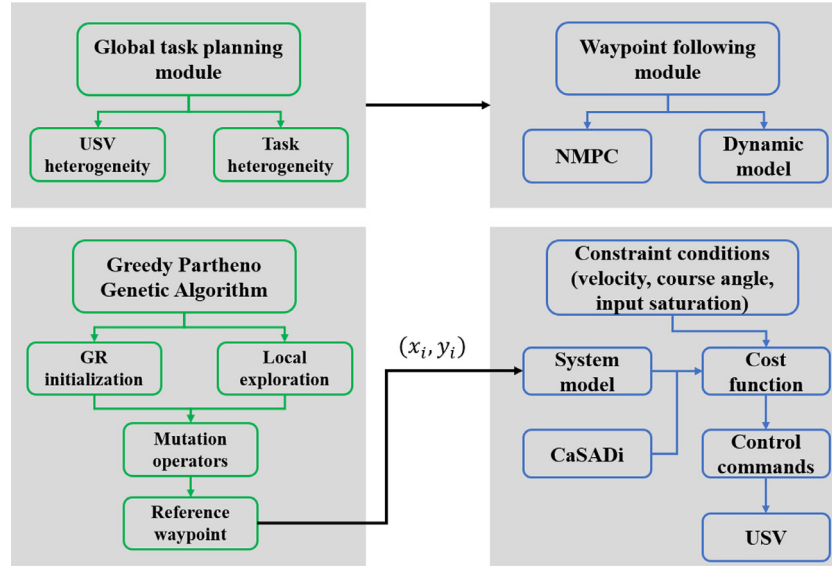 Global task planning
module
USV
heterogeneity
Task
heterogeneity
Waypoint following
module
NMPC
Dynamic
model
Greedy Partheno
Genetic Algorithm
GR
initialization
Local
exploration
Mutation
operators
Reference
waypoint
(x_i, y_i)
Constraint conditions
(velocity, course angle,
input saturation)
System
model
Cost
function
CaSADi
Control
commands
USV